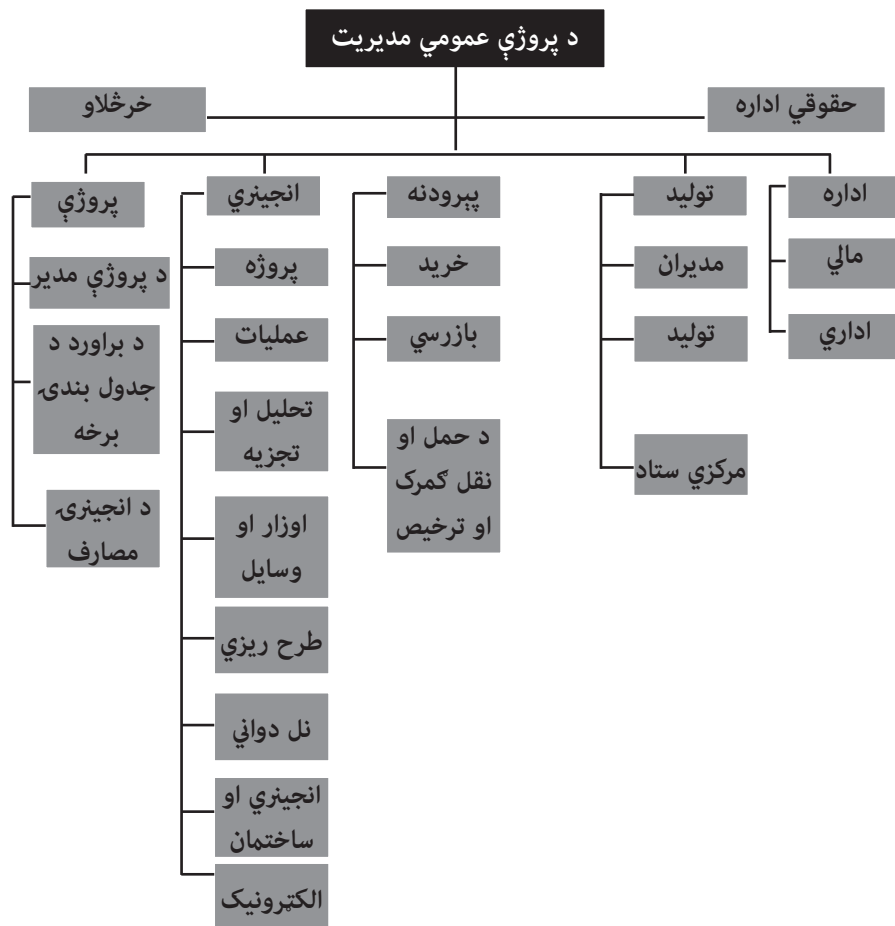 د پروژې عمومي مديريت
حقوقي اداره
خرڅلاو
اداره
مالي
اداري
توليد
مديران
توليد
مرکزي ستاد
پېرودنه
خريد
بازرسي
د حمل او
نقل ګمرک
او ترخيص
انجينري
پروژه
عمليات
تحليل او
تجزيه
اوزار او
وسايل
طرح ريزي
نل دواني
انجينري او
ساختمان
الکټرونيک
پروژې
د پروژې مدير
د براورد د
جدول بندۍ
برخه
د انجينرۍ
مصارف